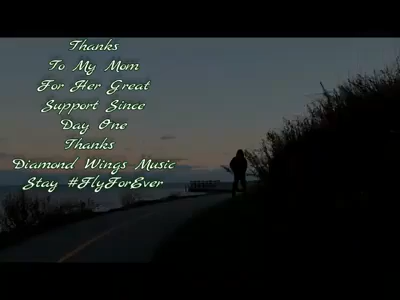 Thanks
To My Mom
For Her Great
Support Since
Day One
Thanks
Diamond Wings Music
Stay #FlyForEver